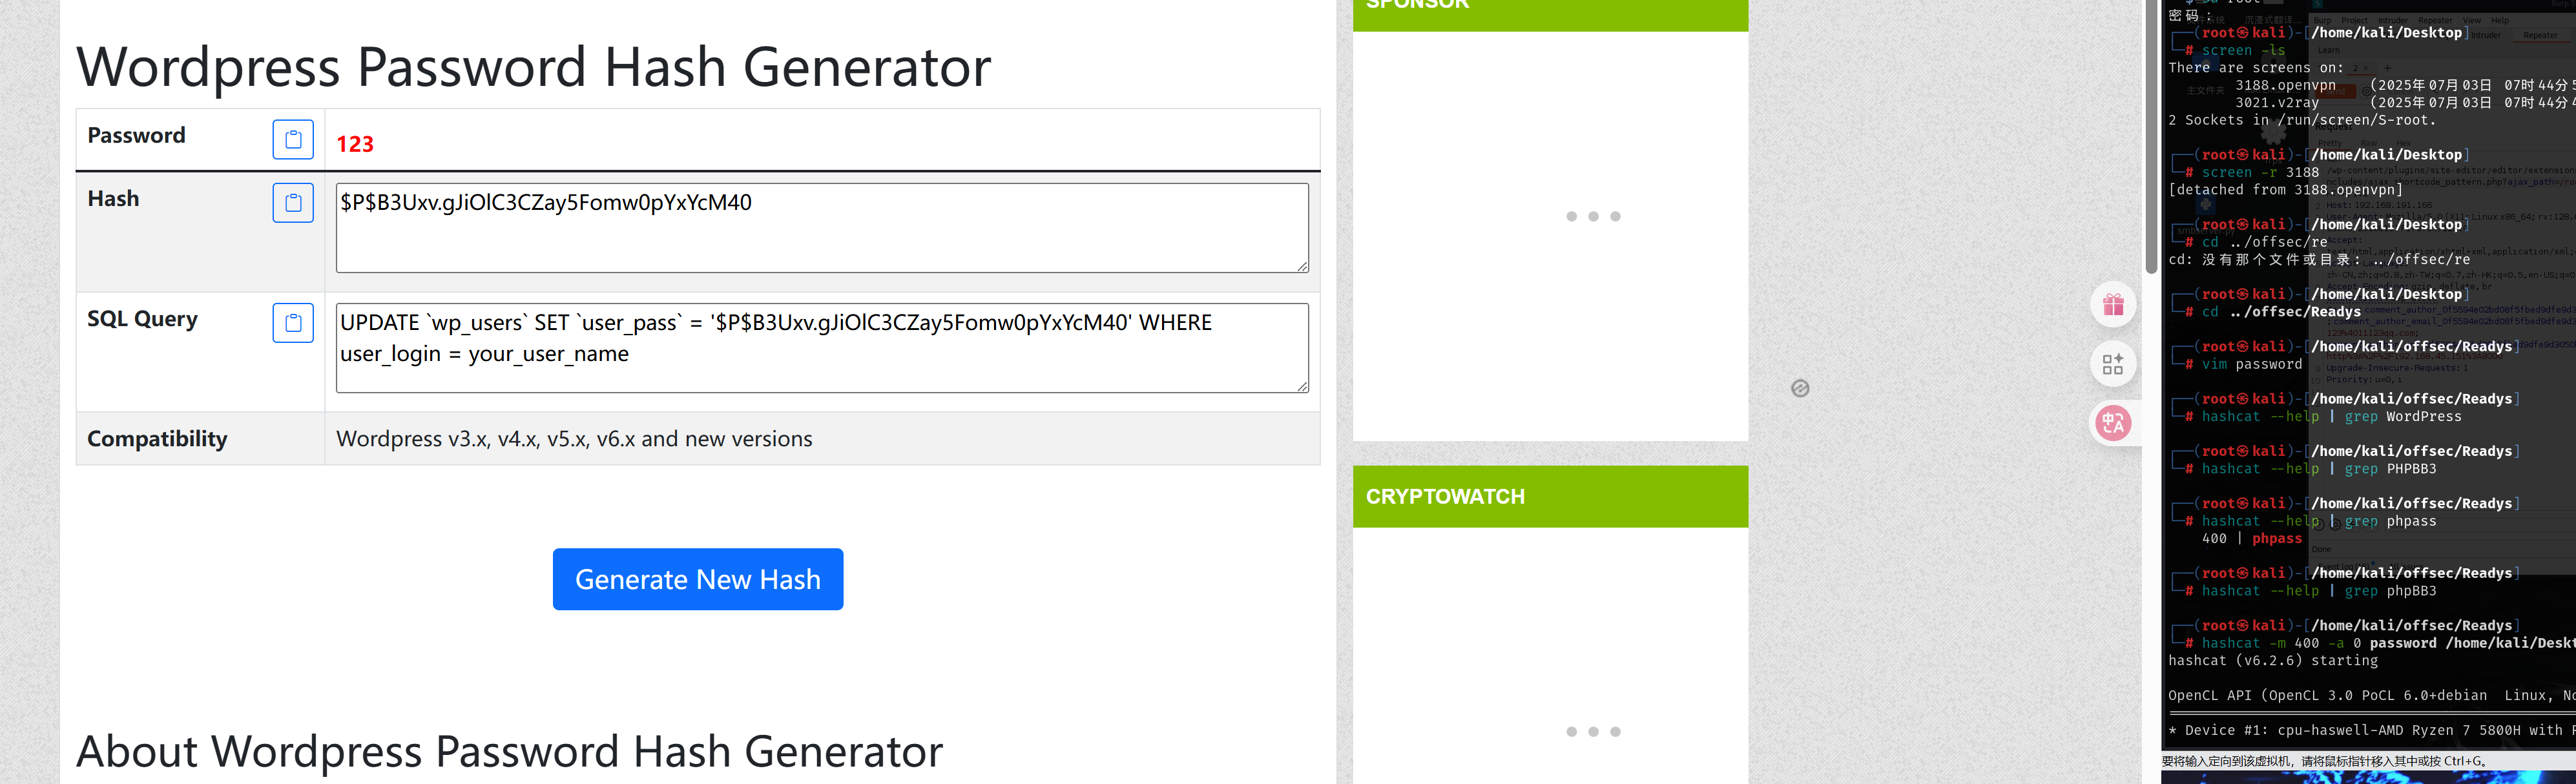 SPONSOR
Wordpress Password Hash Generator
Password
123
Hash
$P$B3Uxv.gJiOlC3CZay5Fomw0pYxYcM40
SQL Query
UPDATE `wp_users` SET `user_pass` = '$P$B3Uxv.gJiOlC3CZay5Fomw0pYxYcM40' WHERE
user_login = your_user_name
Compatibility
Wordpress v3.x, v4.x, v5.x, v6.x and new versions
Generate New Hash
About Wordpress Password Hash Generator
CRYPTOWATCH
密码：
(root㉿kali)-[/home/kali/Desktop]
# screen -ls
There are screens on:
3188.openvpn (2025年07月03日 07时44分
3021.v2ray (2025年07月03日 07时44分
2 Sockets in /run/screen/S-root.
(root㉿kali)-[/home/kali/Desktop]
# screen -r 3188
[detached from 3188.openvpn]
(root㉿kali)-[/home/kali/Desktop]
# cd ../offsec/re
cd: 没有那个文件或目录: ../offsec/re
(root㉿kali)-[/home/kali/Desktop]
# cd ../offsec/Readys
(root㉿kali)-[/home/kali/offsec/Readys]
# vim password
(root㉿kali)-[/home/kali/offsec/Readys]
# hashcat --help | grep WordPress
(root㉿kali)-[/home/kali/offsec/Readys]
# hashcat --help | grep PHPBB3
(root㉿kali)-[/home/kali/offsec/Readys]
# hashcat --help | grep phpass
400 | phpass
(root㉿kali)-[/home/kali/offsec/Readys]
# hashcat --help | grep phpBB3
(root㉿kali)-[/home/kali/offsec/Readys]
# hashcat -m 400 -a 0 password /home/kali/Deskt
hashcat (v6.2.6) starting
OpenCL API (OpenCL 3.0 PoCL 6.0+debian Linux, No
* Device #1: cpu-haswell-AMD Ryzen 7 5800H with
要将输入定向到该虚拟机，请将鼠标指针移入其中或按 Ctrl+G。